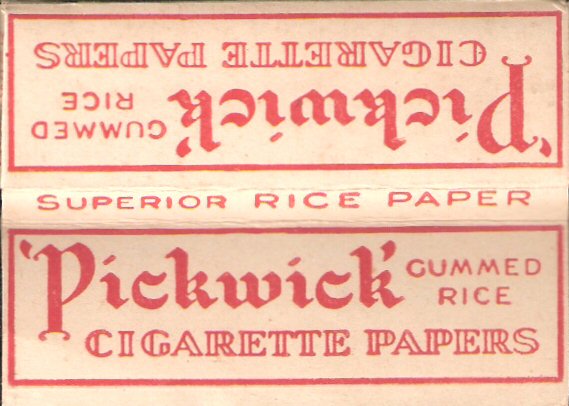 'Pickwick'
GUMMED
RICE
CIGARETTE PAPERS
SUPERIOR RICE PAPER
'Pickwick'
GUMMED
RICE
CIGARETTE PAPERS